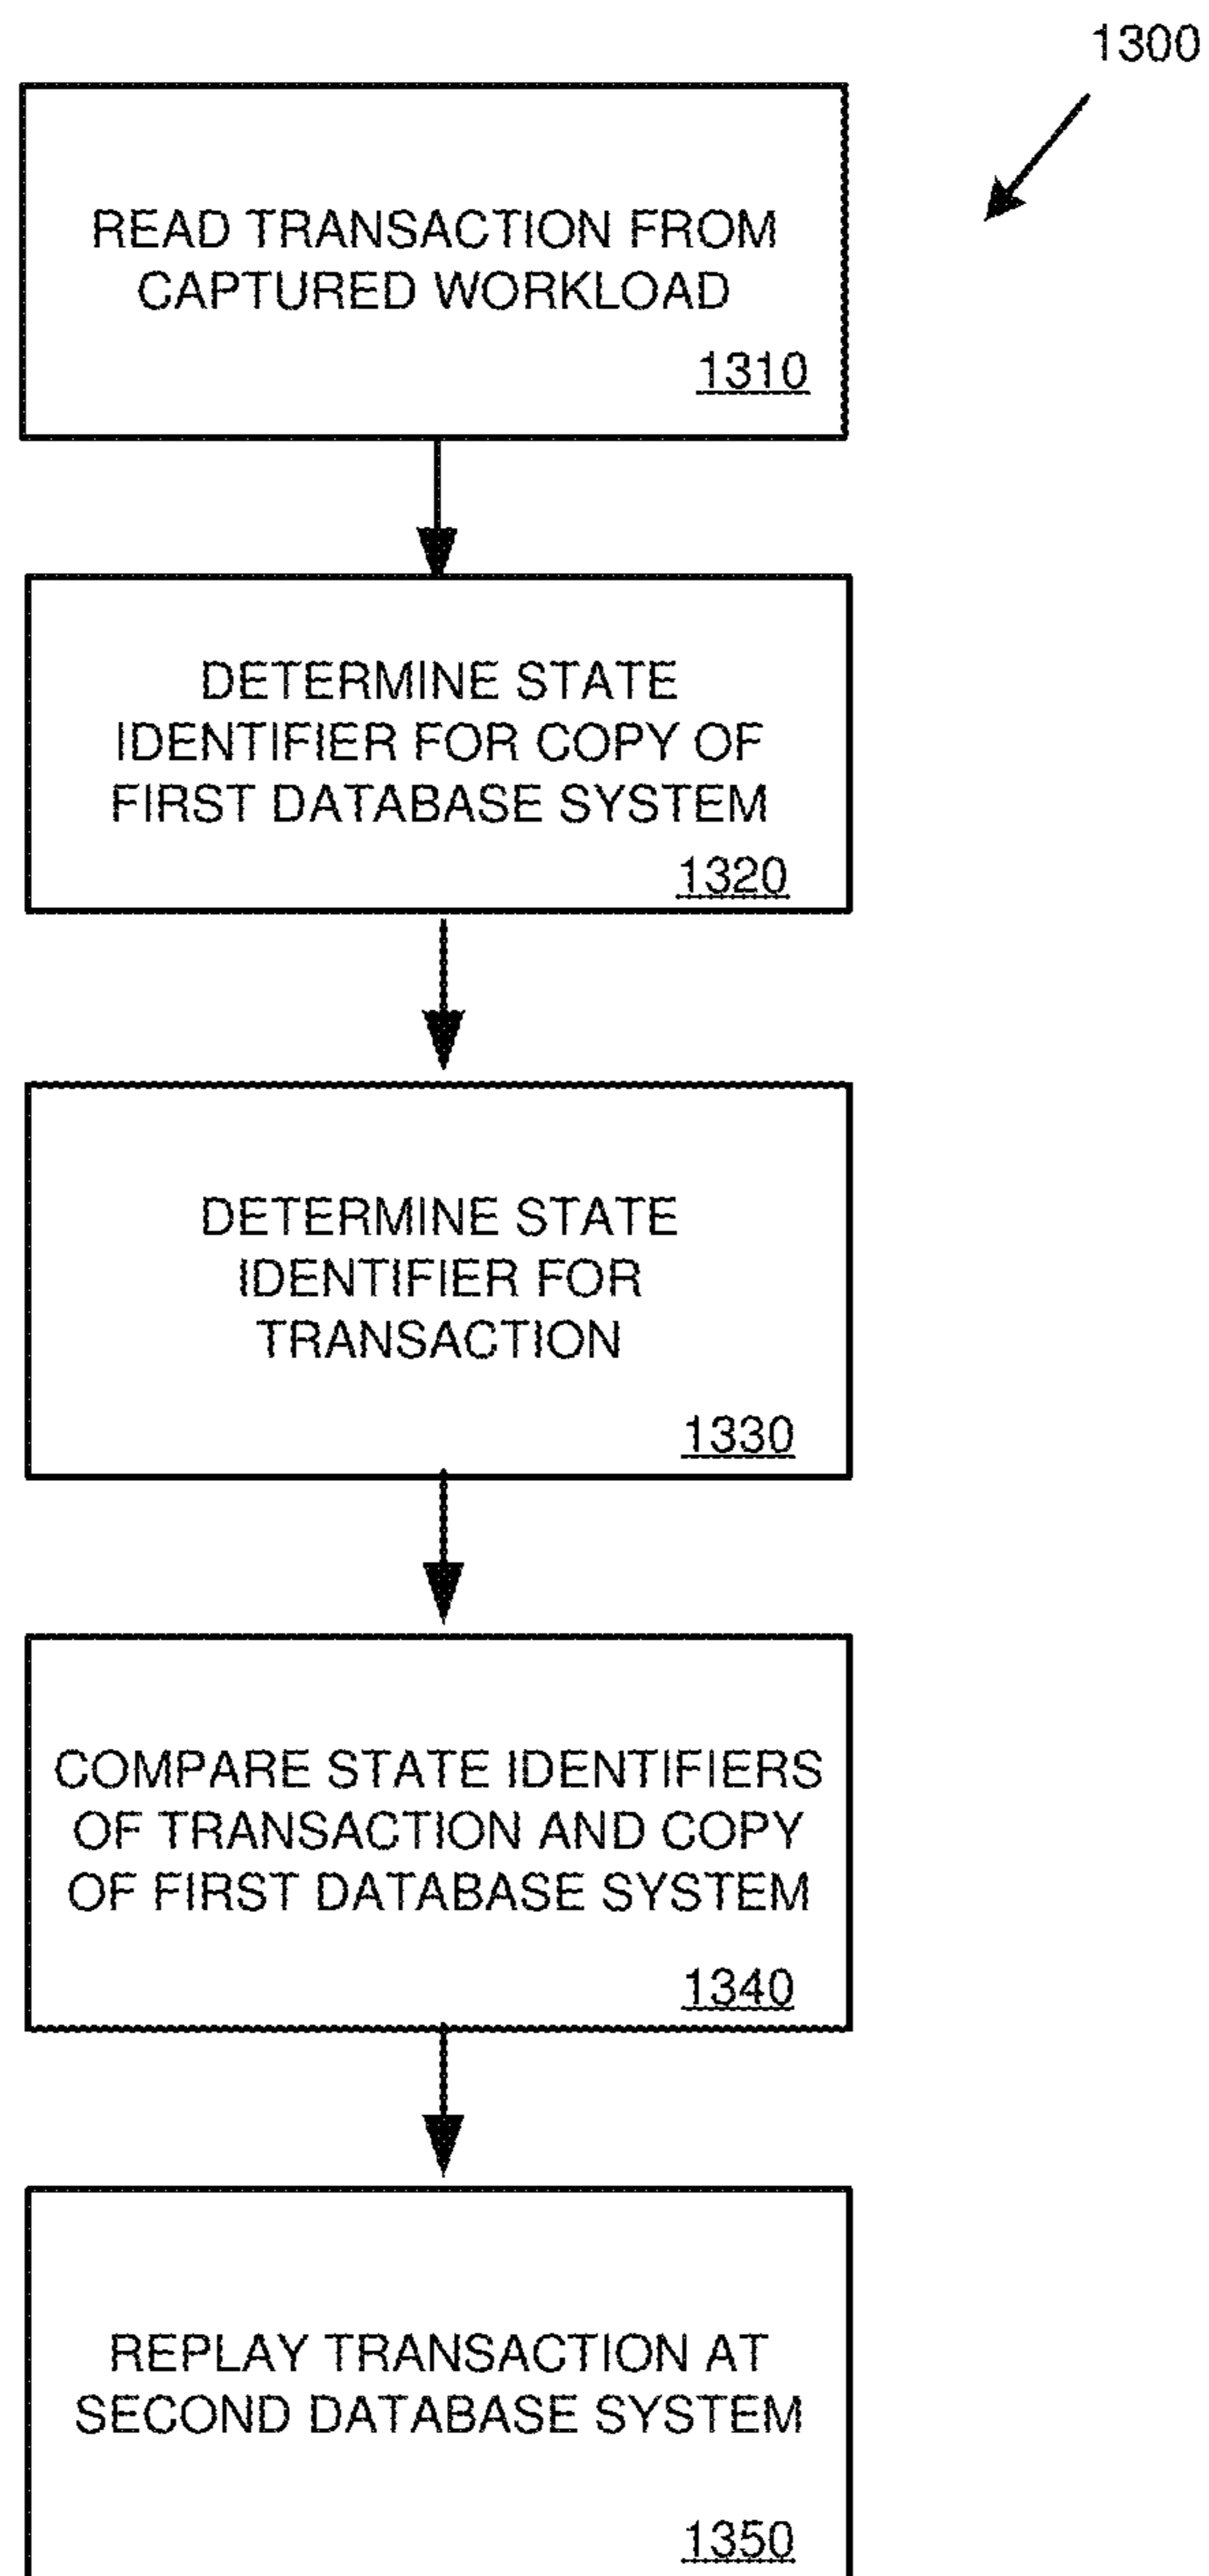 1300
READ TRANSACTION FROM
CAPTURED WORKLOAD
1310
DETERMINE STATE
IDENTIFIER FOR COPY OF
FIRST DATABASE SYSTEM
1320
DETERMINE STATE
IDENTIFIER FOR
TRANSACTION
1330
COMPARE STATE IDENTIFIERS
OF TRANSACTION AND COPY
OF FIRST DATABASE SYSTEM
1340
REPLAY TRANSACTION AT
SECOND DATABASE SYSTEM
1350